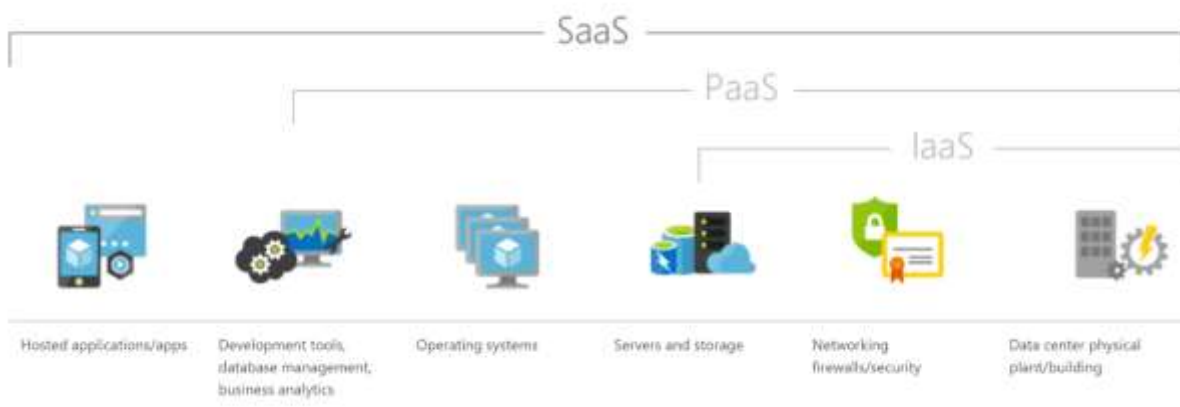 SaaS
PaaS
IaaS
Hosted applications/apps
Development tools,
database management,
business analytics
Operating systems
Servers and storage
Networking
firewalls/security
Data center physical
plant/building